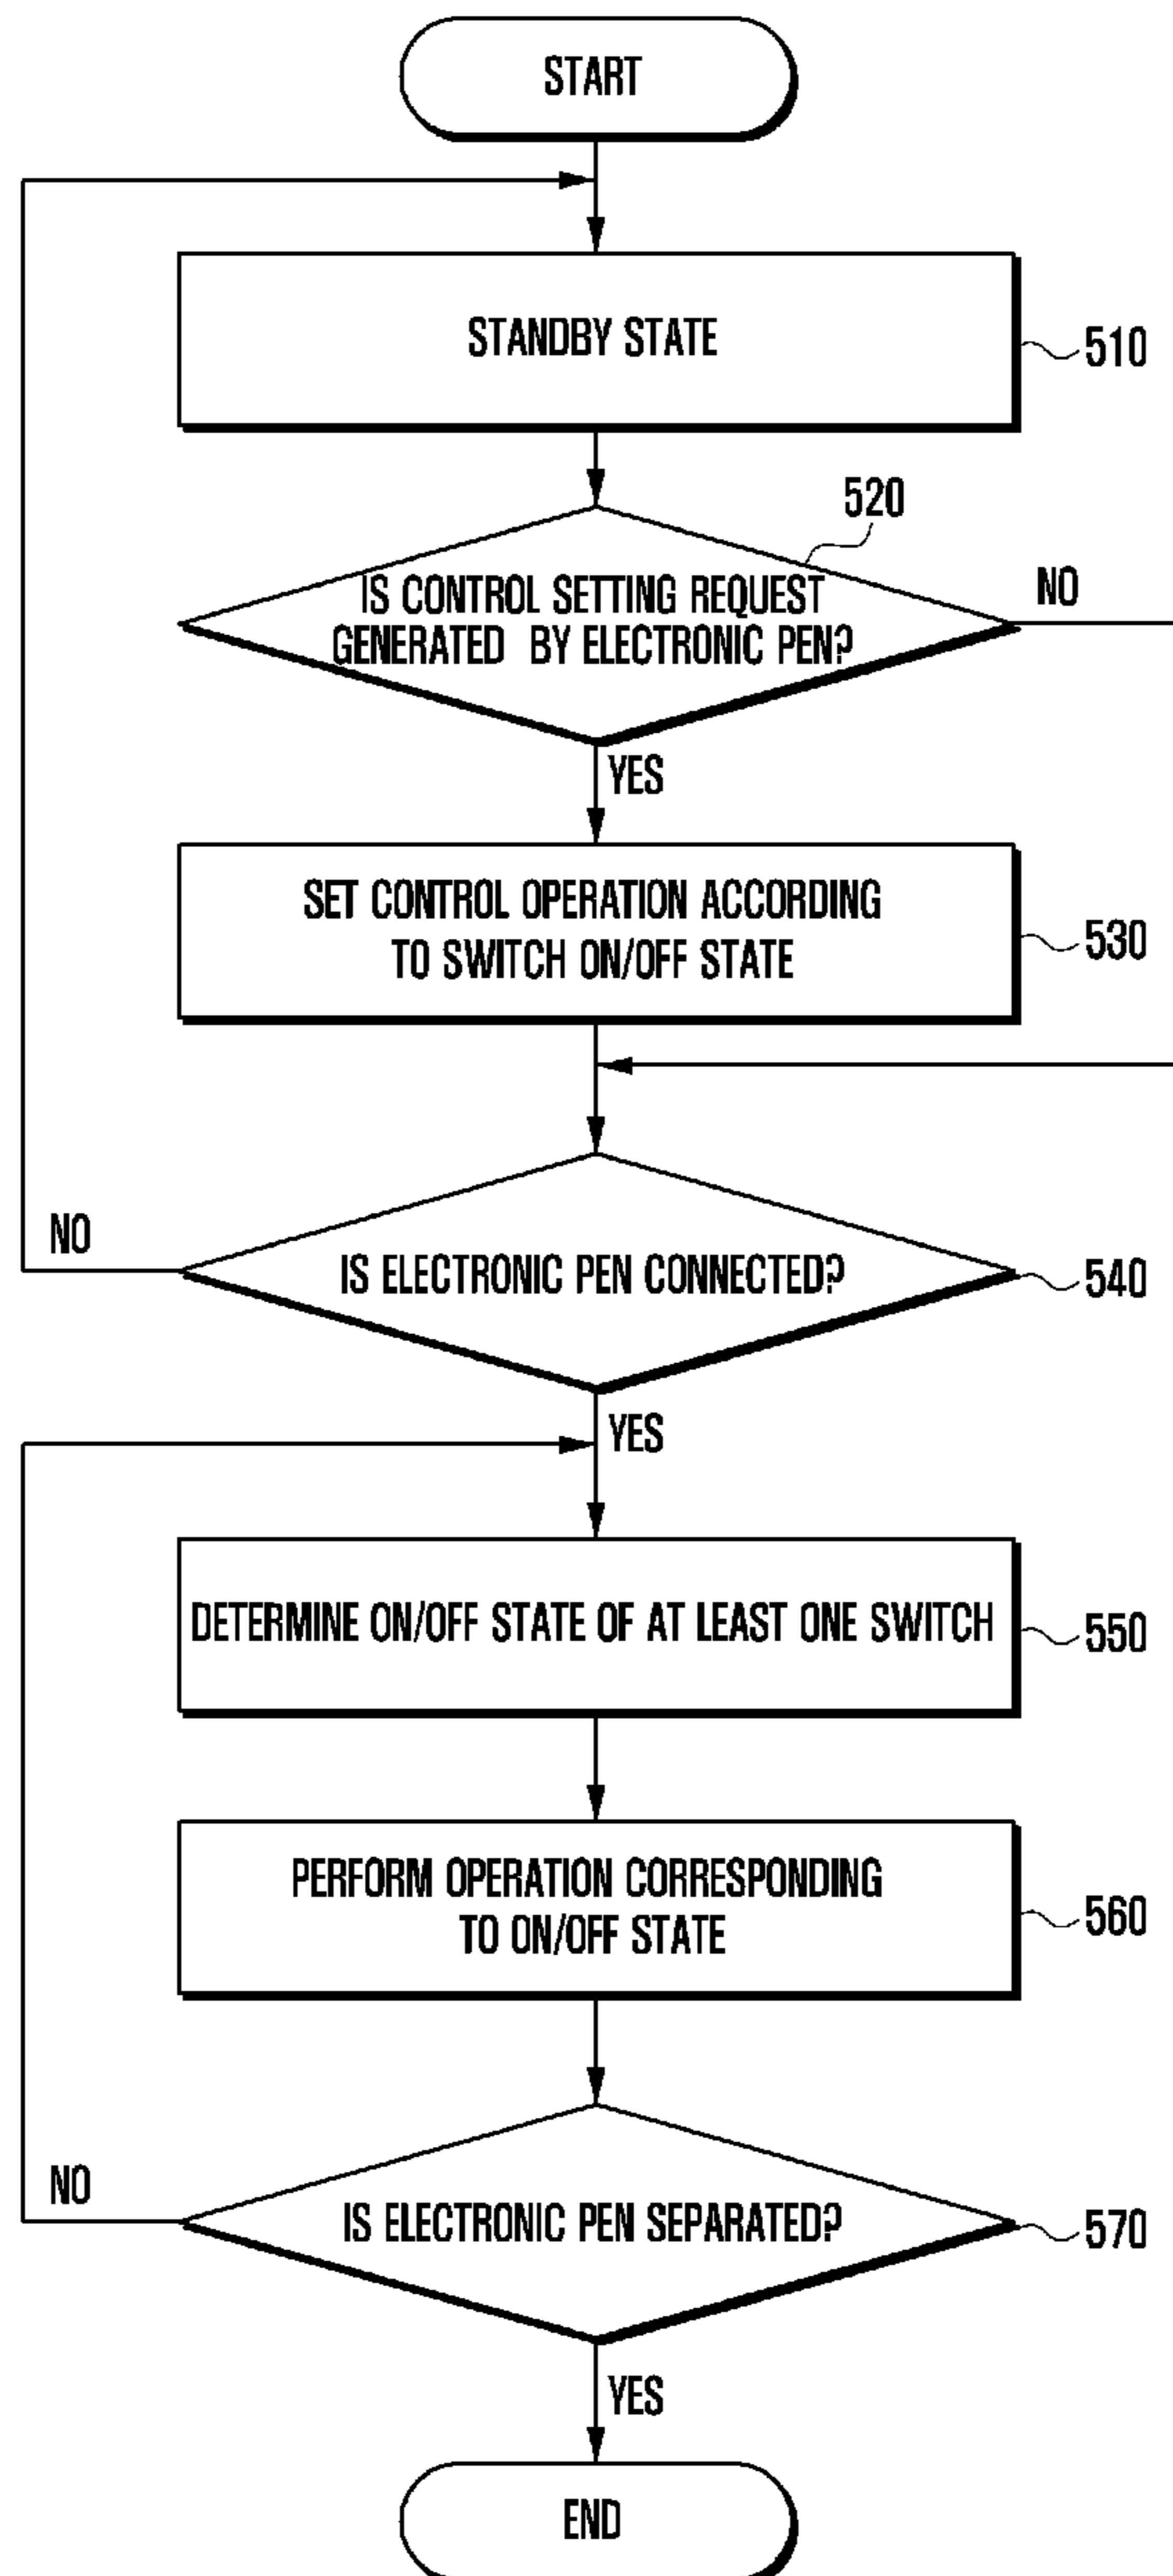 START
STANDBY STATE
510
520
IS CONTROL SETTING REQUEST
GENERATED BY ELECTRONIC PEN?
NO
YES
SET CONTROL OPERATION ACCORDING
TO SWITCH ON/OFF STATE
530
IS ELECTRONIC PEN CONNECTED?
NO
540
YES
DETERMINE ON/OFF STATE OF AT LEAST ONE SWITCH
550
PERFORM OPERATION CORRESPONDING
TO ON/OFF STATE
560
NO
IS ELECTRONIC PEN SEPARATED?
570
YES
END